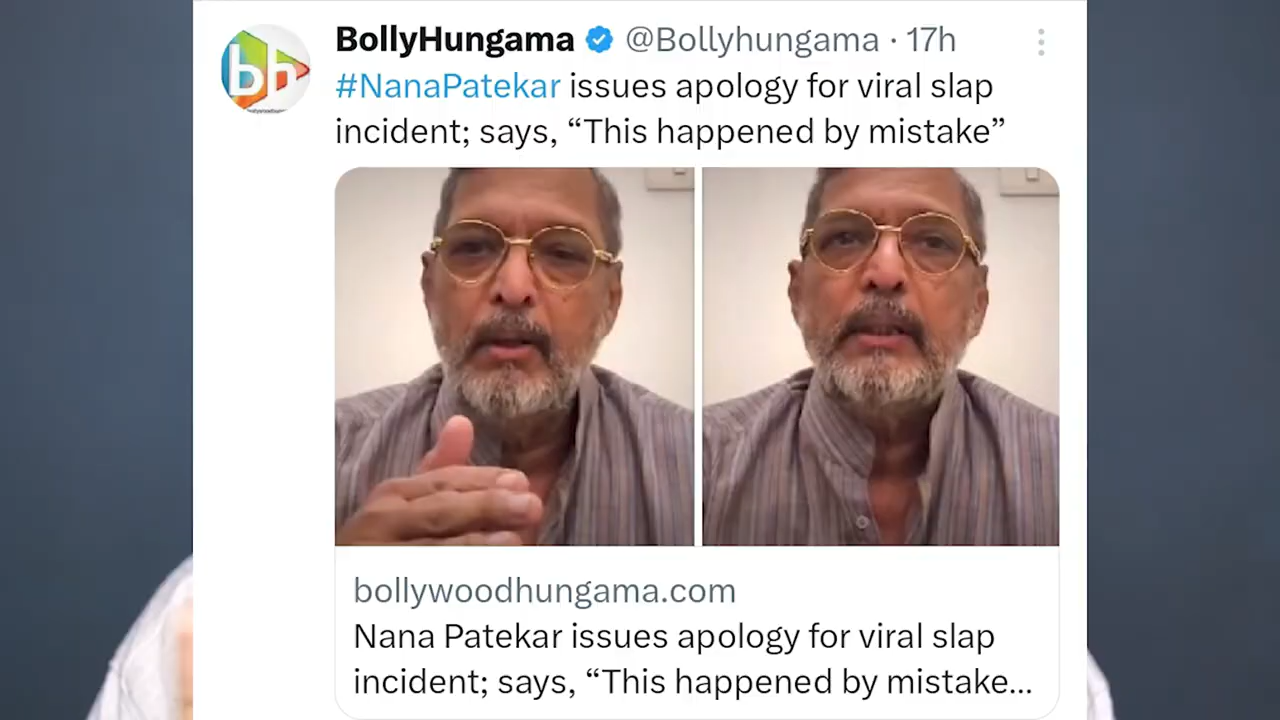 BollyHungama @Bollyhungama · 17h
#NanaPatekar issues apology for viral slap
incident; says, “This happened by mistake”
bh
bollywoodhungama.com
Nana Patekar issues apology for viral slap
incident; says, “This happened by mistake...